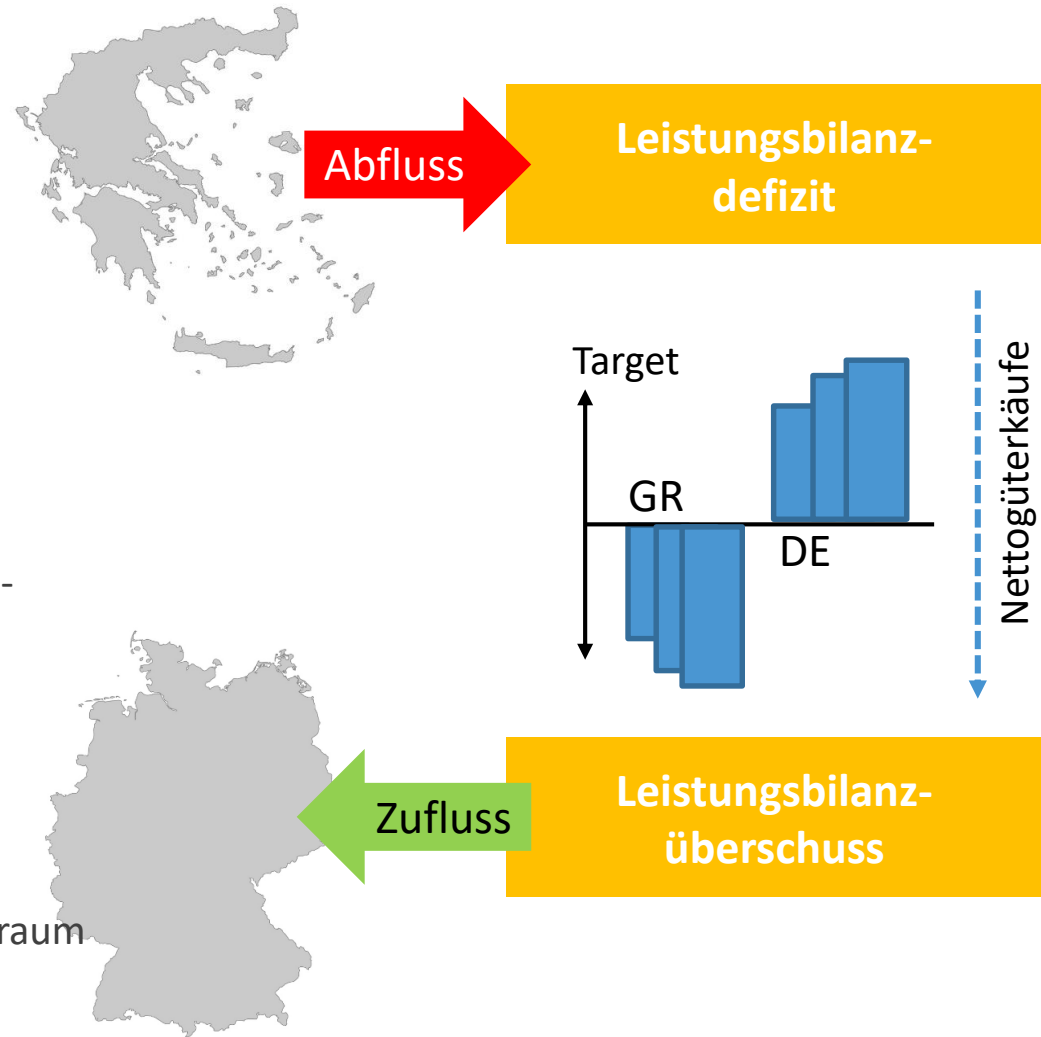 Abfluss
Leistungsbilanz-
defizit
Target
GR
DE
Nettogüterkäufe
-
Zufluss
Leistungsbilanz-
überschuss
raum